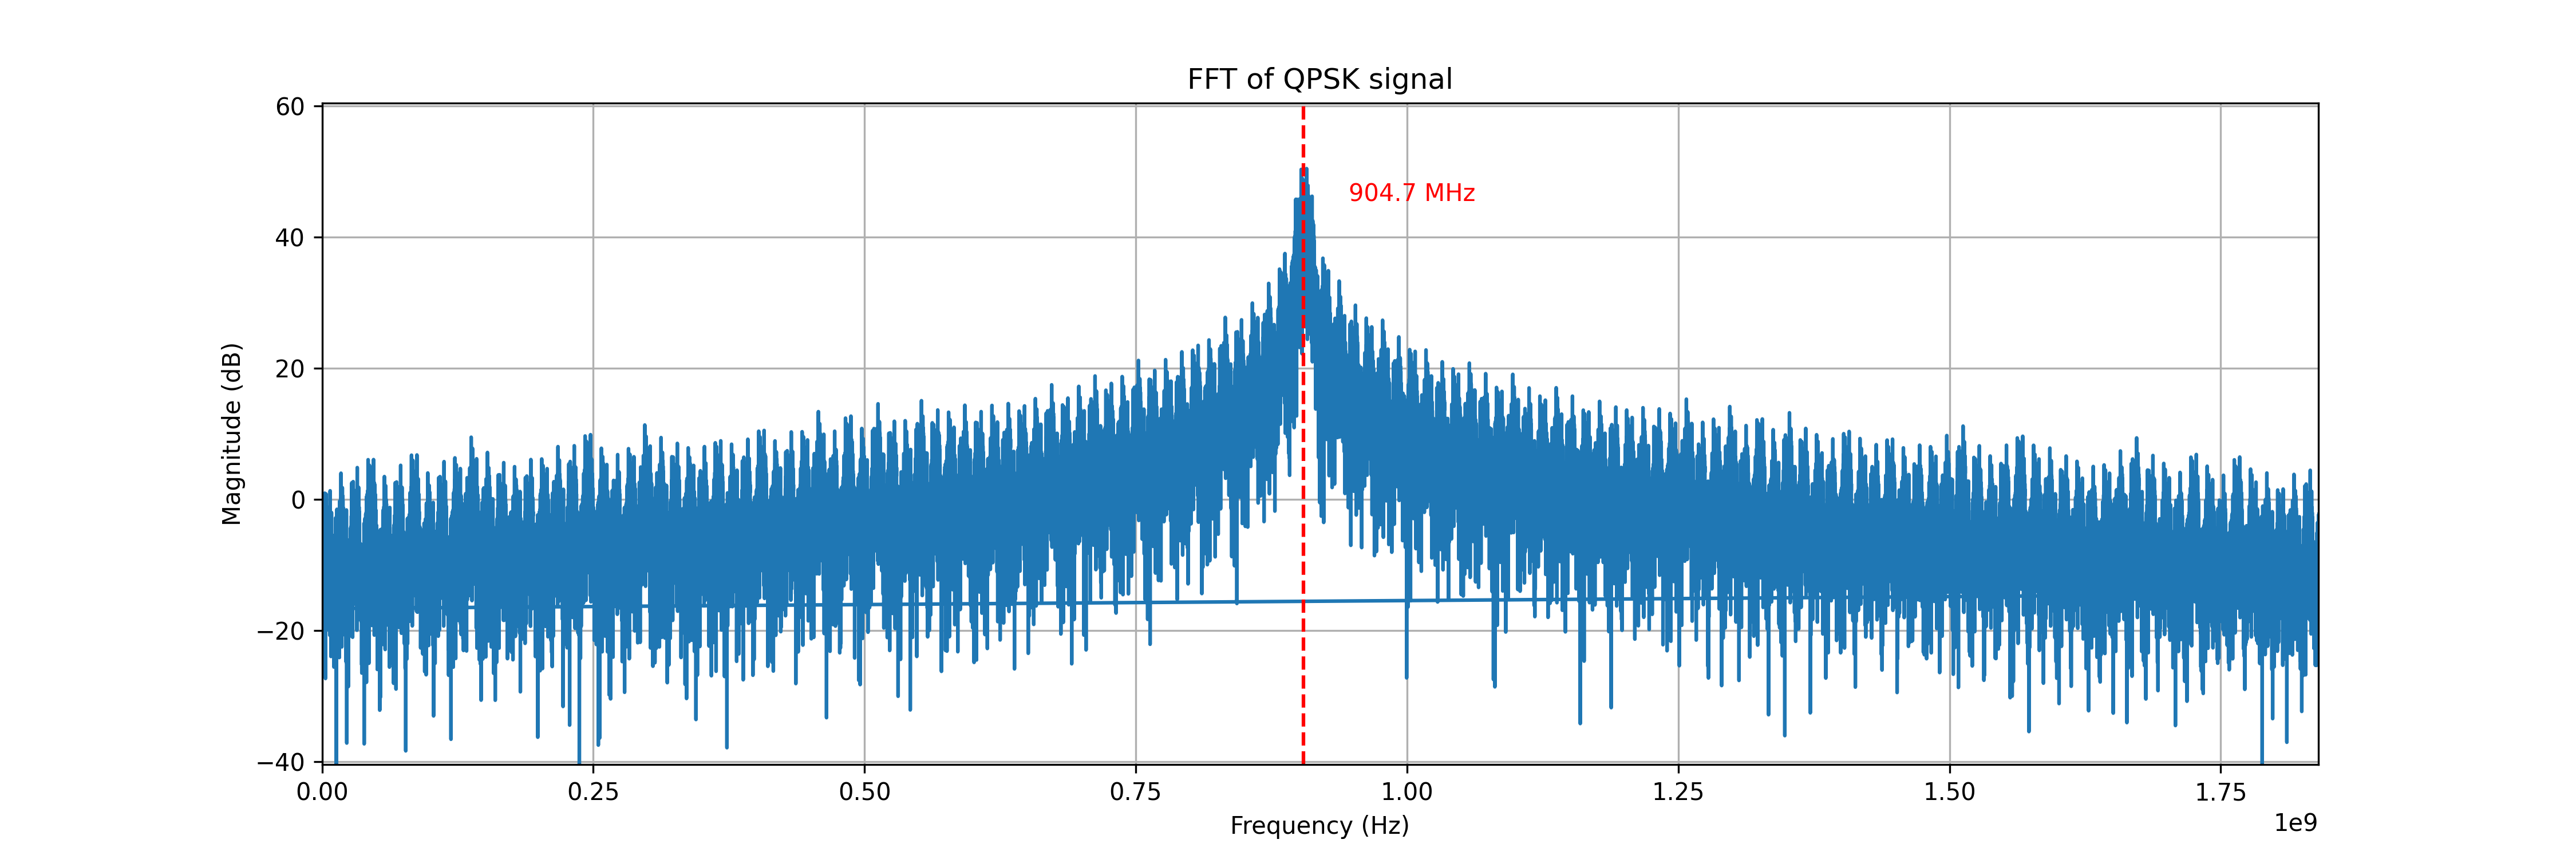 FFT of QPSK signal
60
40
20
0
−20
−40
Magnitude (dB)
904.7 MHz
0.00 0.25 0.50 0.75 1.00 1.25 1.50 1.75
1e9
Frequency (Hz)